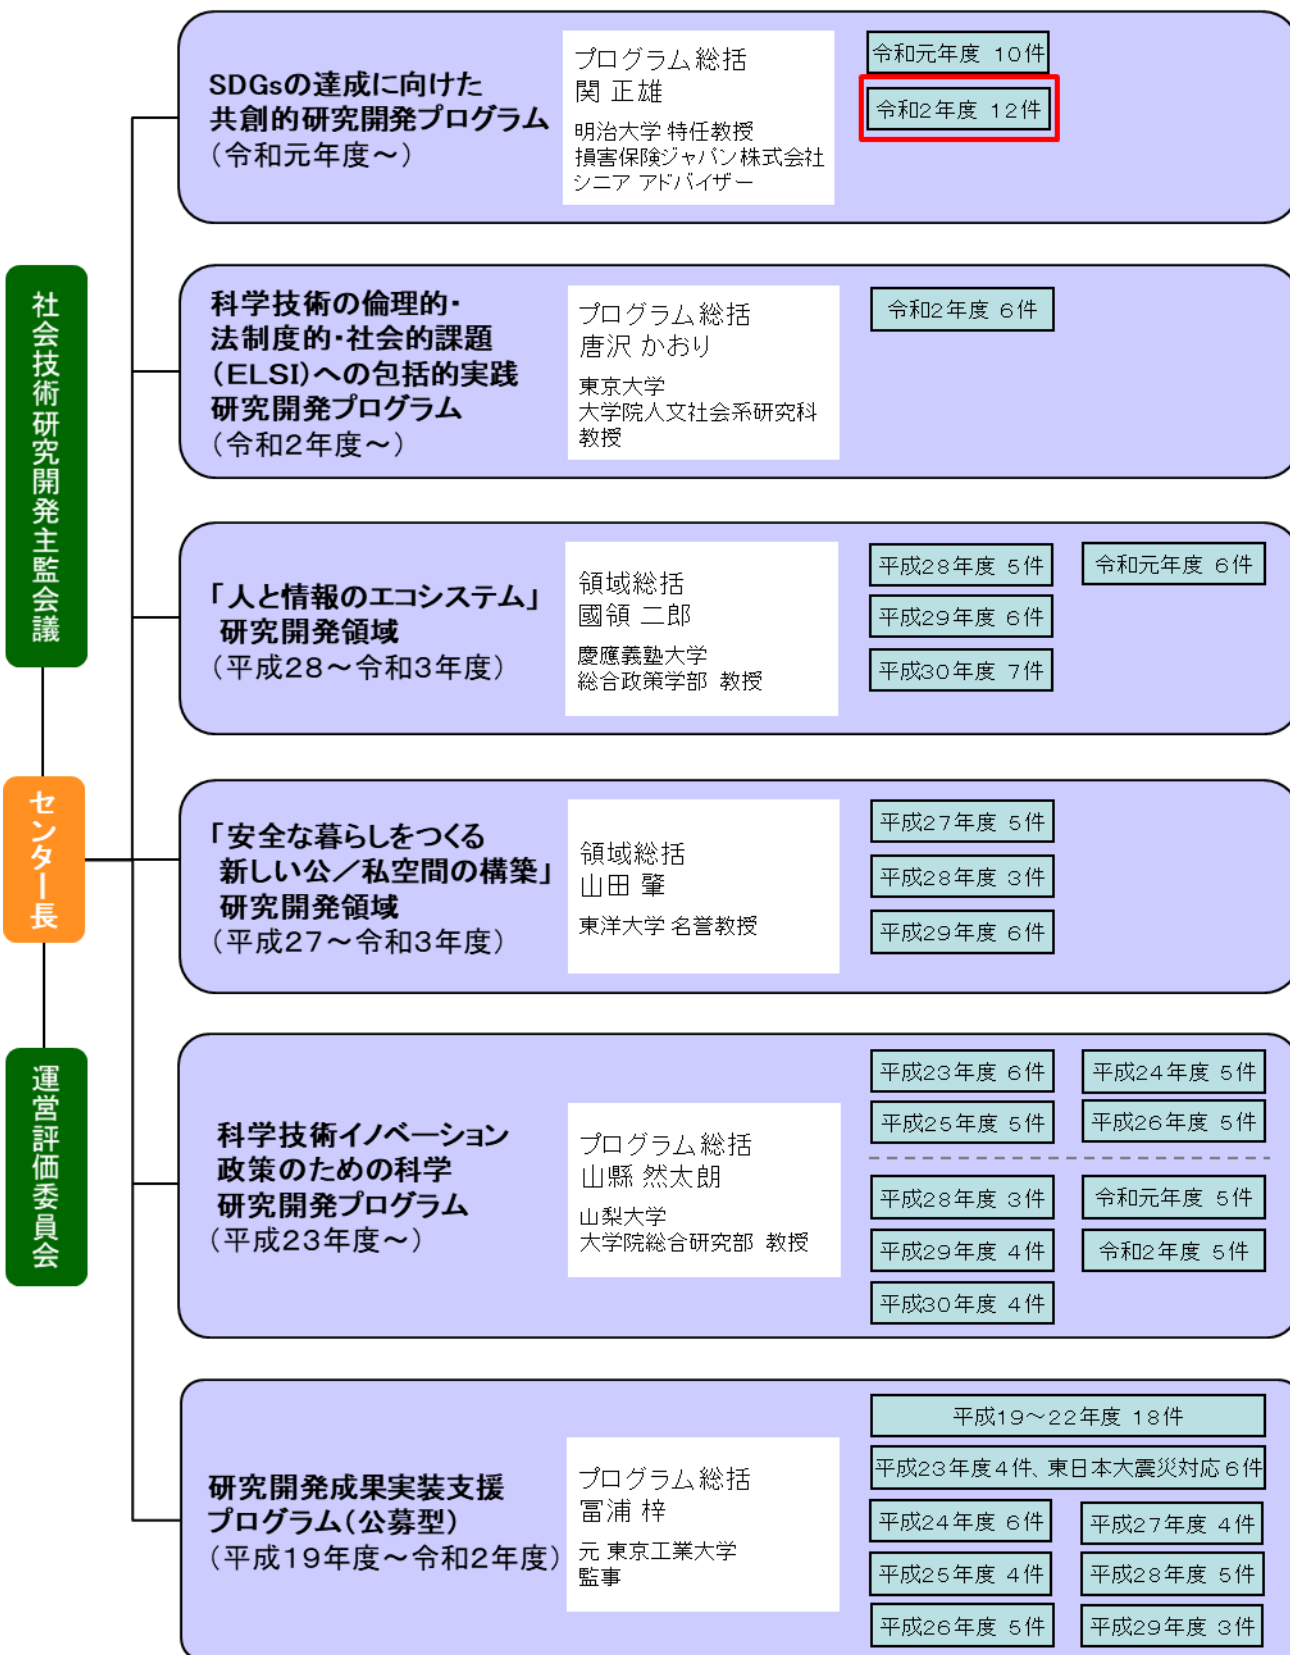 社会技術研究開発主監会議
センター長
運営評価委員会
SDGsの達成に向けた
共創的研究開発プログラム
（令和元年度～）
プログラム総括
関 正雄
明治大学 特任教授
損害保険ジャパン株式会社
シニア アドバイザー
令和元年度 10件
令和2年度 12件
科学技術の倫理的・
法制度的・社会的課題
（ELSI）への包括的実践
研究開発プログラム
（令和2年度～）
プログラム総括
唐沢 かおり
東京大学
大学院人文社会系研究科
教授
令和2年度 6件
「人と情報のエコシステム」
研究開発領域
（平成28～令和3年度）
領域総括
國領 二郎
慶應義塾大学
総合政策学部 教授
平成28年度 5件
令和元年度 6件
平成29年度 6件
平成30年度 7件
「安全な暮らしをつくる
新しい公／私空間の構築」
研究開発領域
（平成27～令和3年度）
領域総括
山田 肇
東洋大学 名誉教授
平成27年度 5件
平成28年度 3件
平成29年度 6件
科学技術イノベーション
政策のための科学
研究開発プログラム
（平成23年度～）
プログラム総括
山縣 然太朗
山梨大学
大学院総合研究部 教授
平成23年度 6件
平成24年度 5件
平成25年度 5件
平成26年度 5件
平成28年度 3件
令和元年度 5件
平成29年度 4件
令和2年度 5件
平成30年度 4件
研究開発成果実装支援
プログラム（公募型）
（平成19年度～令和2年度）
プログラム総括
冨浦 梓
元 東京工業大学
監事
平成19～22年度 18件
平成23年度4件、東日本大震災対応6件
平成24年度 6件
平成27年度 4件
平成25年度 4件
平成28年度 5件
平成26年度 5件
平成29年度 3件